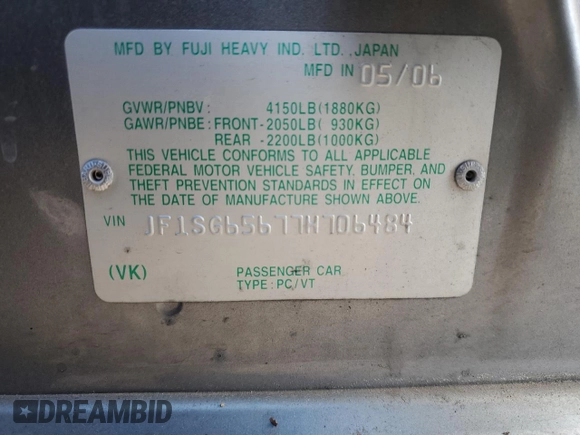 MFD BY FUJI HEAVY IND. LTD. JAPAN
MFD IN 05/06
GVWR/PNBV: 4150LB(1880KG)
GAWR/PNBE: FRONT-2050LB( 930KG)
REAR -2200LB(1000KG)
THIS VEHICLE CONFORMS TO ALL APPLICABLE
FEDERAL MOTOR VEHICLE SAFETY, BUMPER, AND
THEFT PREVENTION STANDARDS IN EFFECT ON
THE DATE OF MANUFACTURE SHOWN ABOVE.
VIN JF1SG65677H706484
(VK) PASSENGER CAR
TYPE:PC/VT
DREAMBID